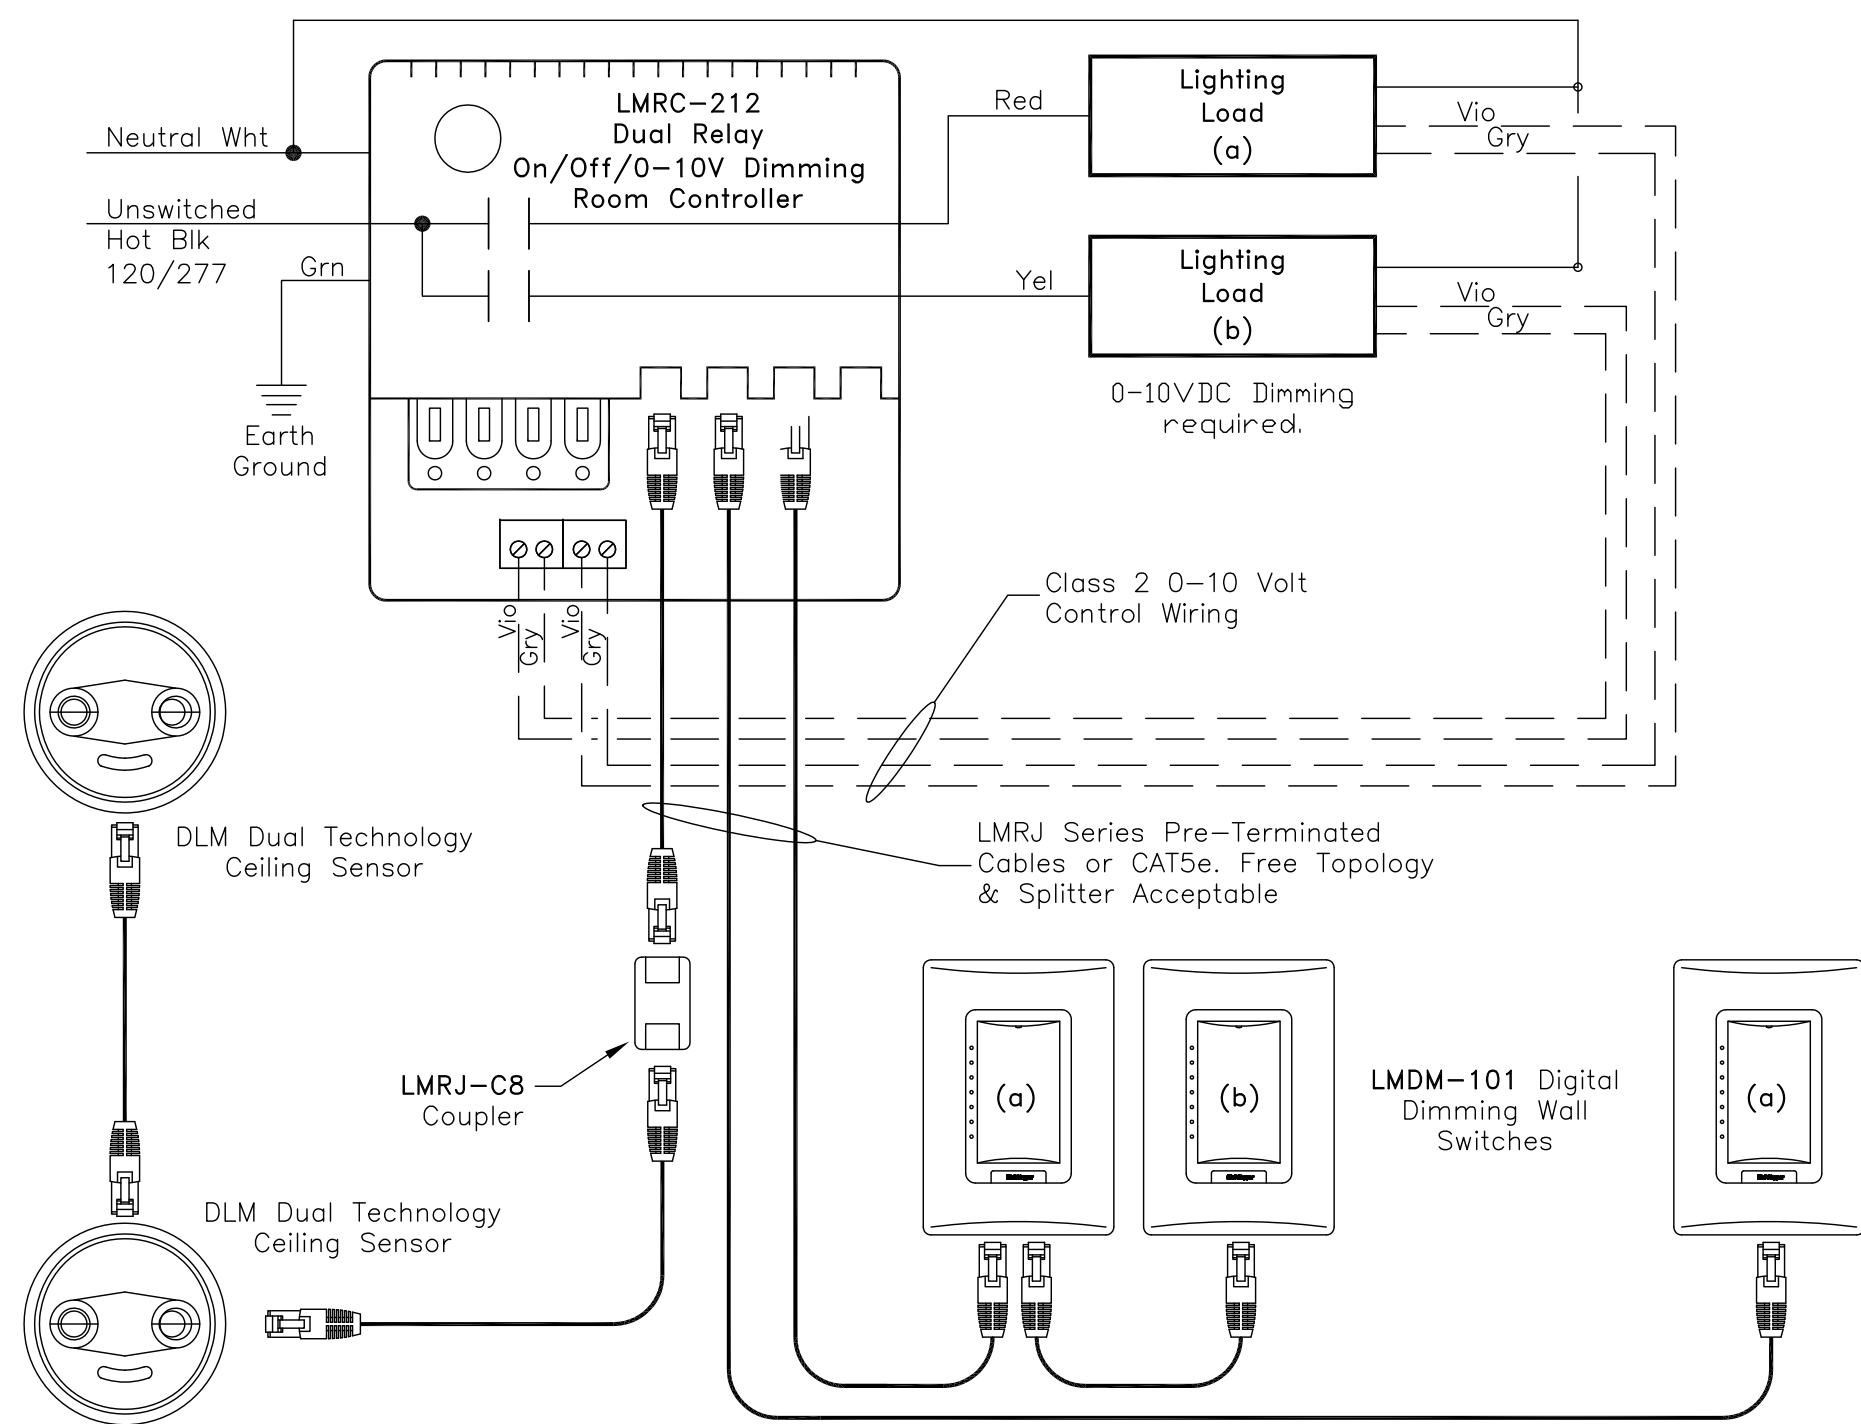 LMRC-212
Dual Relay
On/Off/0-10V Dimming
Room Controller
Neutral Wht
Unswitched
Hot Blk
120/277
Grn
Earth
Ground
Red
Yel
Lighting
Load
(a)
Vio
Gry
Lighting
Load
(b)
Vio
Gry
0-10VDC Dimming
required.
Vio
Gry
Vio
Gry
Class 2 0-10 Volt
Control Wiring
DLM Dual Technology
Ceiling Sensor
LMRJ Series Pre-Terminated
Cables or CAT5e. Free Topology
& Splitter Acceptable
LMRJ-C8
Coupler
(a)
(b)
LMDM-101 Digital
Dimming Wall
Switches
(a)
DLM Dual Technology
Ceiling Sensor